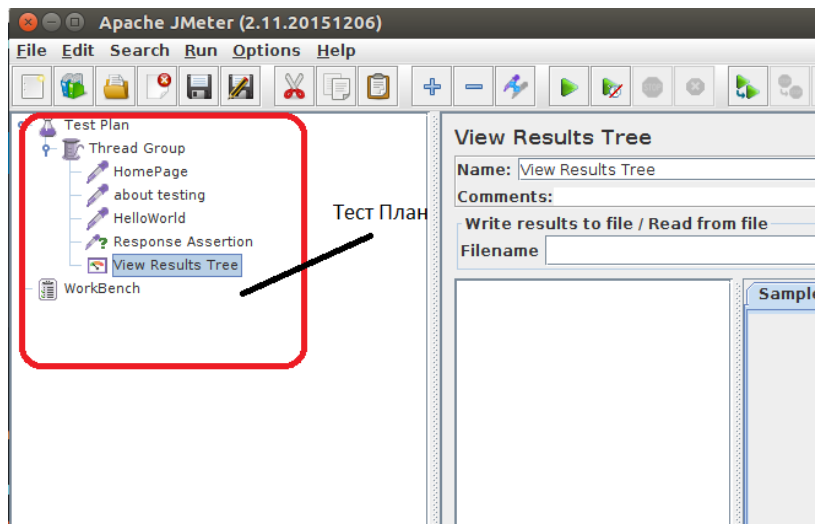 Apache JMeter (2.11.20151206)
File Edit Search Run Options Help
Test Plan
Thread Group
HomePage
about testing
HelloWorld
Response Assertion
View Results Tree
WorkBench
Тест План
View Results Tree
Name: View Results Tree
Comments:
Write results to file / Read from file
Filename